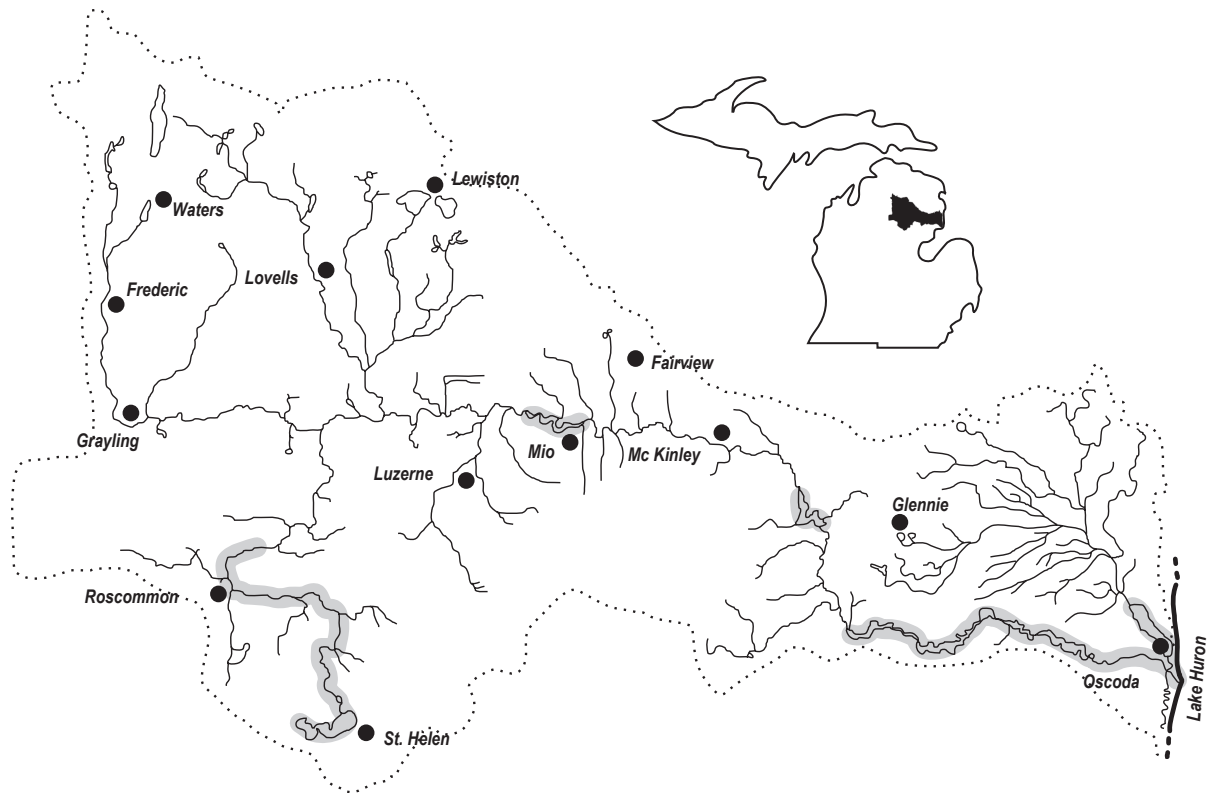 Lewiston
Waters
Lovells
Frederic
Fairview
Grayling
Mio
Mc Kinley
Luzerne
Glennie
Roscommon
Oscoda
Lake Huron
St. Helen